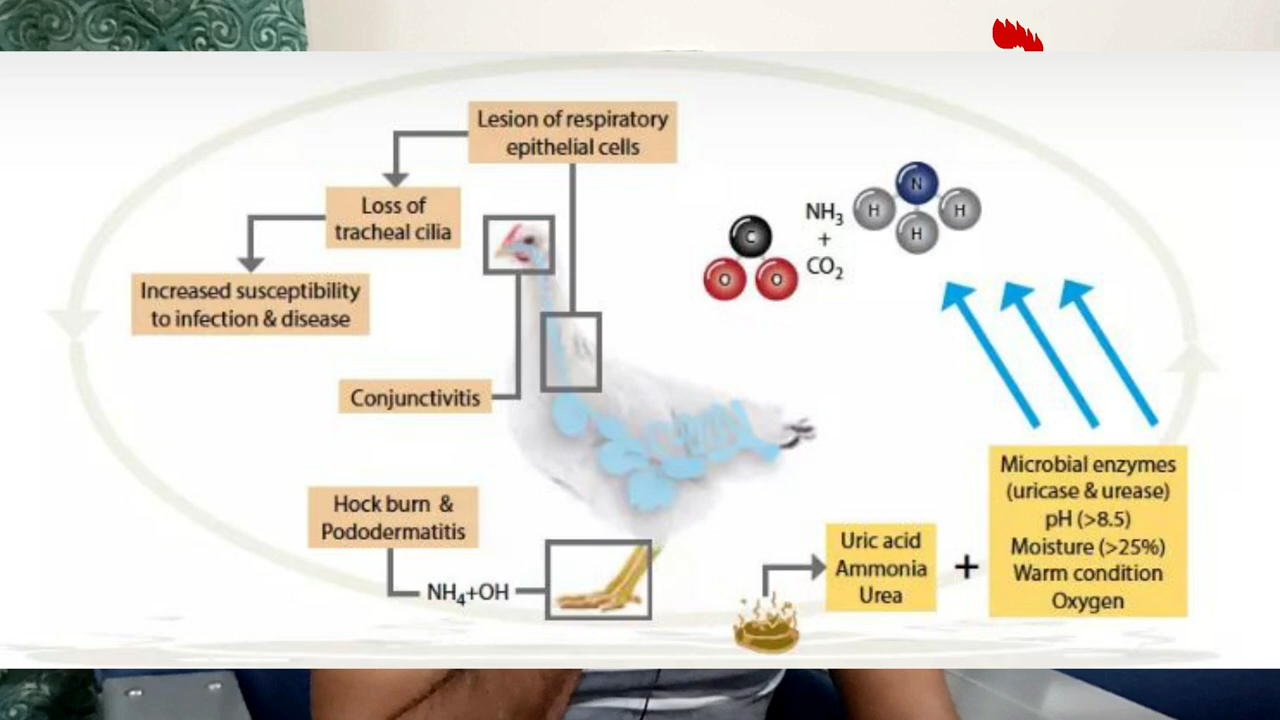 Lesion of respiratory
epithelial cells
Loss of
tracheal cilia
Increased susceptibility
to infection & disease
Conjunctivitis
Hock burn &
Pododermatitis
NH₄+OH
C
O O
NH₃
+
CO₂
N
H H
H
Microbial enzymes
(uricase & urease)
pH (>8.5)
Moisture (>25%)
Warm condition
Oxygen
Uric acid
Ammonia
Urea
+